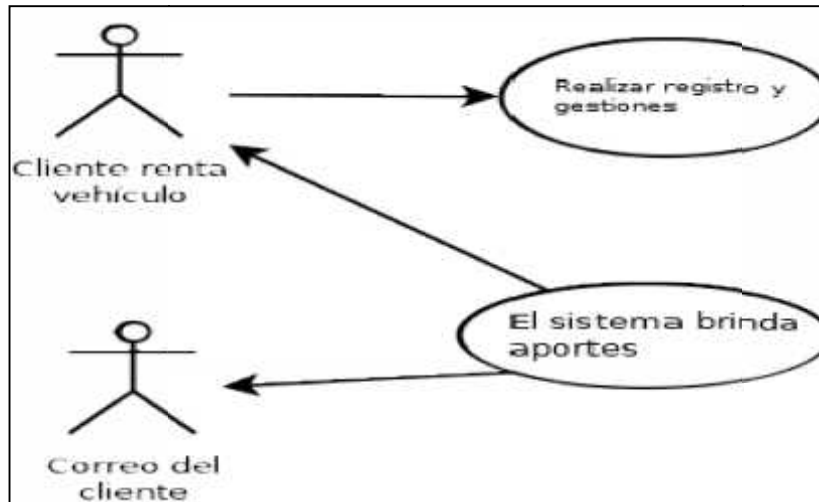 Realizar registro y
gestiones
Cliente renta
vehículo
El sistema brinda
aportes
Correo del
cliente